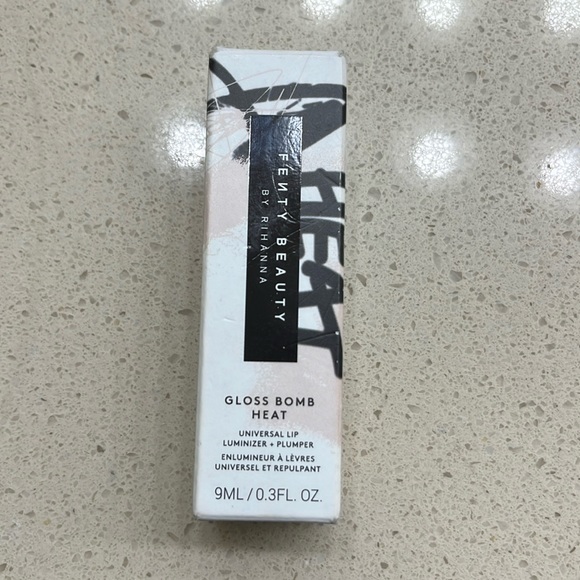 HEAT
FENTY BEAUTY
BY RIHANNA
GLOSS BOMB
HEAT
UNIVERSAL LIP
LUMINIZER + PLUMPER
ENLUMINEUR À LÈVRES
UNIVERSEL ET REPULPANT
9ML / 0.3FL. OZ.